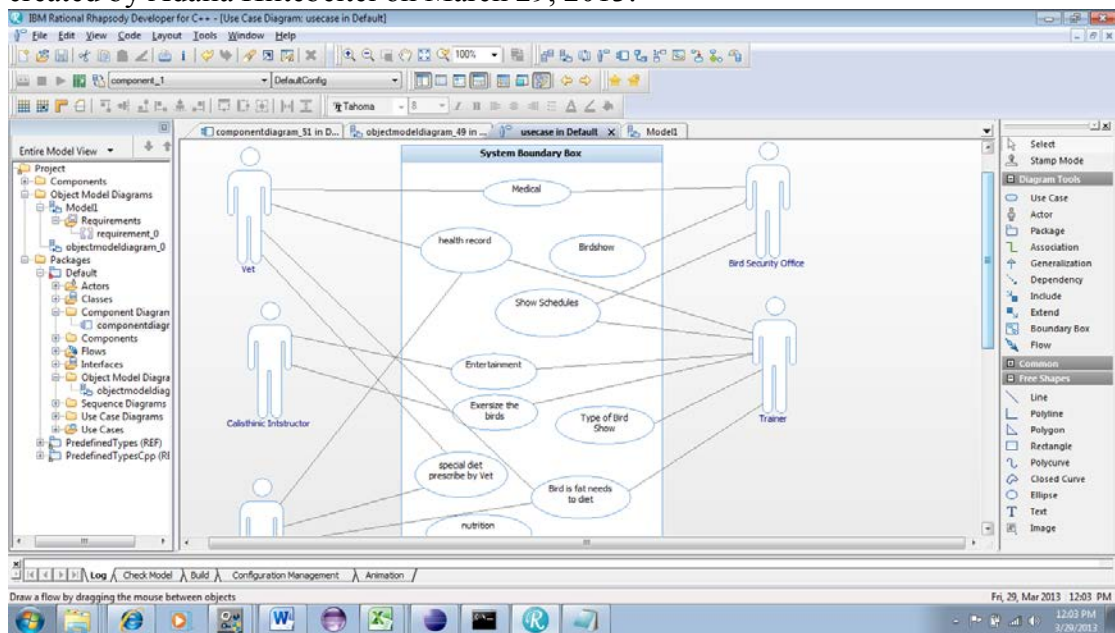 created by Adana Hintebeiter on March 29, 2013.
IBM Rational Rhapsody Developer for C++ - [Use Case Diagram: usecase in Default]
File Edit View Code Layout Tools Window Help
100%
component_1 DefaultConfig
Tahoma 8
componentdiagram_51 in D... objectmodeldiagram_49 in ... usecase in Default X Model1
Entire Model View
Project
Components
Object Model Diagrams
Model1
Requirements
requirement_0
objectmodeldiagram_0
Packages
Default
Actors
Classes
Component Diagran
componentdiagr
Components
Flows
Interfaces
Object Model Diagra
objectmodeldiag
Sequence Diagrams
Use Case Diagrams
Use Cases
PredefinedTypes (REF)
PredefinedTypesCpp (RI
System Boundary Box
Medical
health record
Birdshow
Vet
Bird Security Office
Show Schedules
Entertainment
Exersize the
birds
Type of Bird
Show
Calisthinic Intstructor
Trainer
special diet
prescribe by Vet
Bird is fat needs
to diet
nutrition
Select
Stamp Mode
Diagram Tools
Use Case
Actor
Package
Association
Generalization
Dependency
Include
Extend
Boundary Box
Flow
Common
Free Shapes
Line
Polyline
Polygon
Rectangle
Polycurve
Closed Curve
Ellipse
Text
Image
Log Check Model Build Configuration Management Animation
Draw a flow by dragging the mouse between objects
Fri, 29, Mar 2013 12:03 PM
12:03 PM
3/29/2013